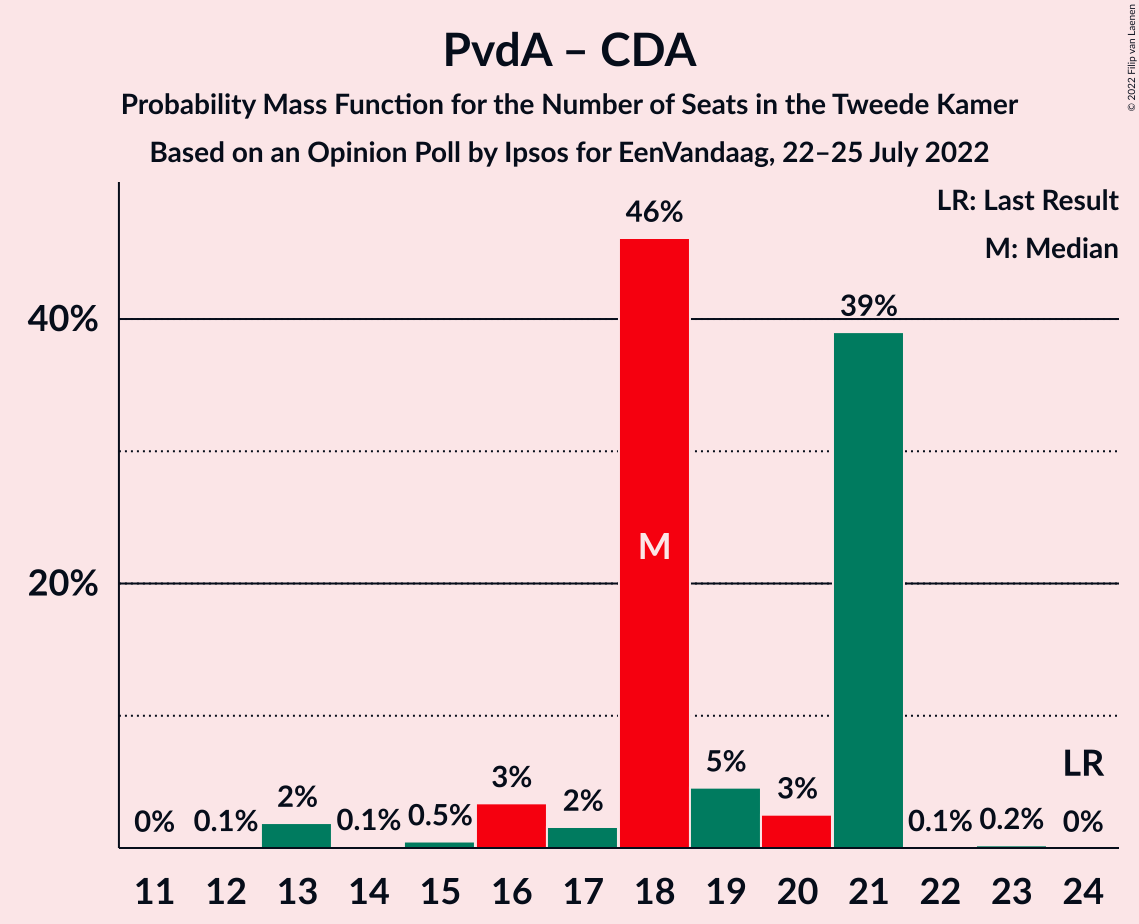 PvdA – CDA
Probability Mass Function for the Number of Seats in the Tweede Kamer
Based on an Opinion Poll by Ipsos for EenVandaag, 22–25 July 2022
© 2022 Filip van Laenen
LR: Last Result
M: Median
46%
39%
40%
M
20%
LR
0% 0.1% 2% 0.1% 0.5% 3% 2% 5% 3% 0.1% 0.2% 0%
11 12 13 14 15 16 17 18 19 20 21 22 23 24